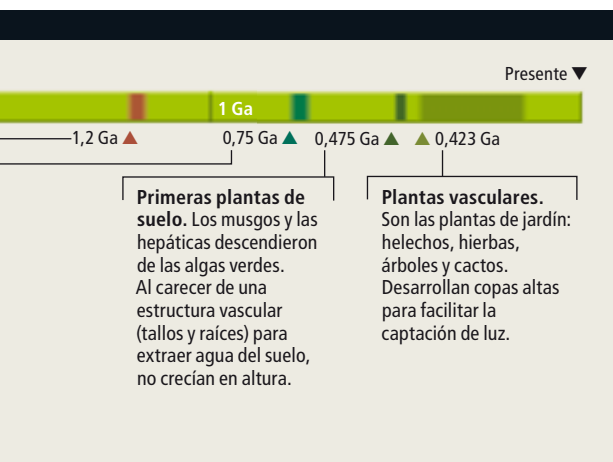 Presente ▼
1 Ga
1,2 Ga ▲
0,75 Ga ▲
0,475 Ga ▲
▲ 0,423 Ga
Primeras plantas de
suelo. Los musgos y las
hepáticas descendieron
de las algas verdes.
Al carecer de una
estructura vascular
(tallos y raíces) para
extraer agua del suelo,
no crecían en altura.
Plantas vasculares.
Son las plantas de jardín:
helechos, hierbas,
árboles y cactos.
Desarrollan copas altas
para facilitar la
captación de luz.